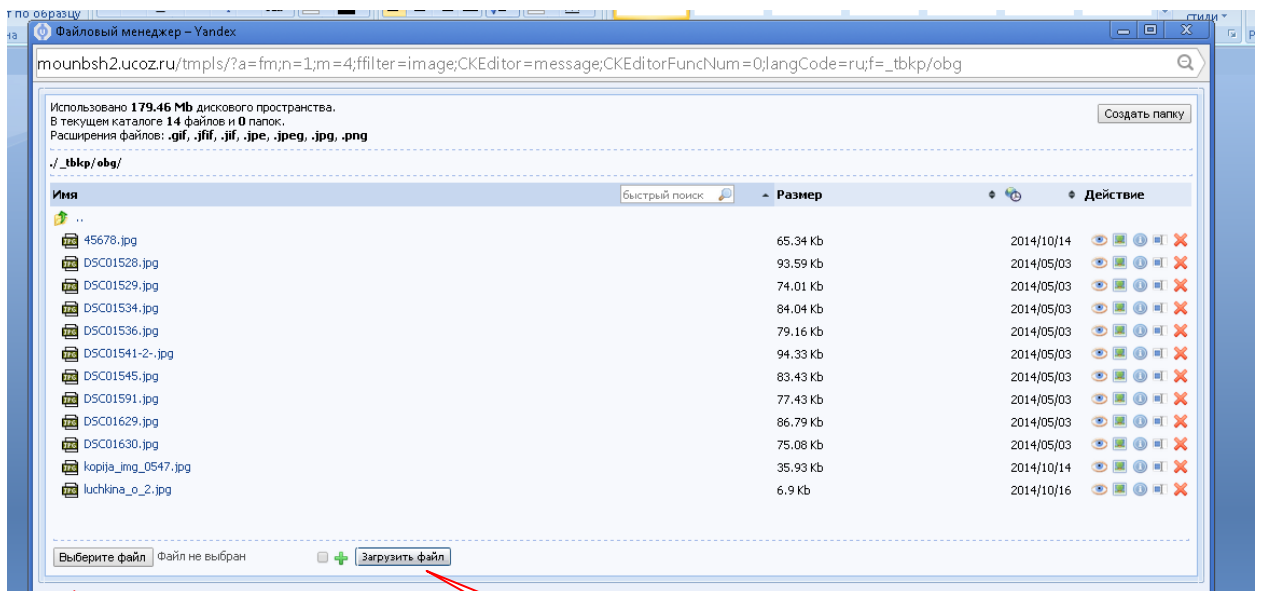 т по образцу
стили
на
Файловый менеджер – Yandex
mounbsh2.ucoz.ru/tmpls/?a=fm;n=1;m=4;ffilter=image;CKEditor=message;CKEditorFuncNum=0;langCode=ru;f=_tbkp/obg
Использовано 179.46 Mb дискового пространства.
В текущем каталоге 14 файлов и 0 папок.
Расширения файлов: .gif, .jfif, .jif, .jpe, .jpeg, .jpg, .png
Создать папку
./_tbkp/obg/
Имя быстрый поиск Размер Действие
..
45678.jpg 65.34 Kb 2014/10/14
DSC01528.jpg 93.59 Kb 2014/05/03
DSC01529.jpg 74.01 Kb 2014/05/03
DSC01534.jpg 84.04 Kb 2014/05/03
DSC01536.jpg 79.16 Kb 2014/05/03
DSC01541-2-.jpg 94.33 Kb 2014/05/03
DSC01545.jpg 83.43 Kb 2014/05/03
DSC01591.jpg 77.43 Kb 2014/05/03
DSC01629.jpg 86.79 Kb 2014/05/03
DSC01630.jpg 75.08 Kb 2014/05/03
kopija_img_0547.jpg 35.93 Kb 2014/10/14
luchkina_o_2.jpg 6.9 Kb 2014/10/16
Выберите файл Файл не выбран Загрузить файл